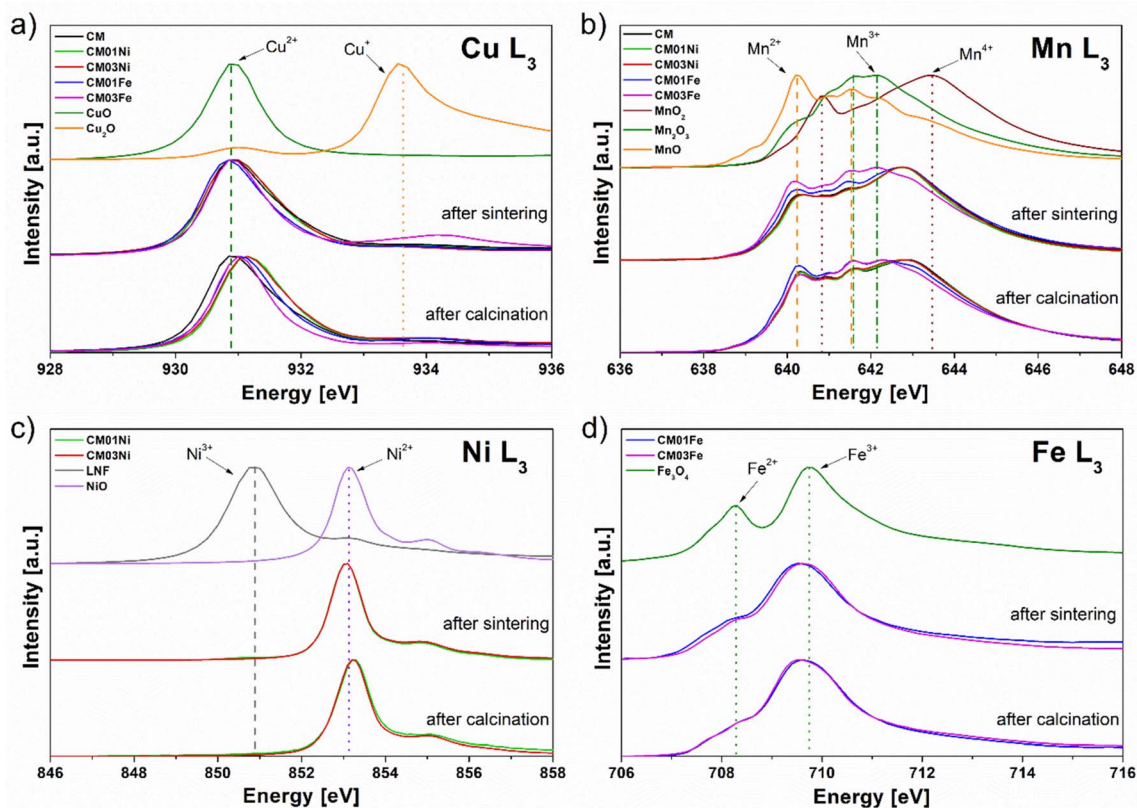 a)
CM
CM01Ni
CM03Ni
CM01Fe
CM03Fe
CuO
Cu₂O
Cu²⁺
Cu⁺
Cu L₃
after sintering
after calcination
Intensity [a.u.]
928 930 932 934 936
Energy [eV]
b)
CM
CM01Ni
CM03Ni
CM01Fe
CM03Fe
MnO₂
Mn₂O₃
MnO
Mn²⁺
Mn³⁺
Mn⁴⁺
Mn L₃
after sintering
after calcination
Intensity [a.u.]
636 638 640 642 644 646 648
Energy [eV]
c)
CM01Ni
CM03Ni
LNF
NiO
Ni³⁺
Ni²⁺
Ni L₃
after sintering
after calcination
Intensity [a.u.]
846 848 850 852 854 856 858
Energy [eV]
d)
CM01Fe
CM03Fe
Fe₃O₄
Fe²⁺
Fe³⁺
Fe L₃
after sintering
after calcination
Intensity [a.u.]
706 708 710 712 714 716
Energy [eV]